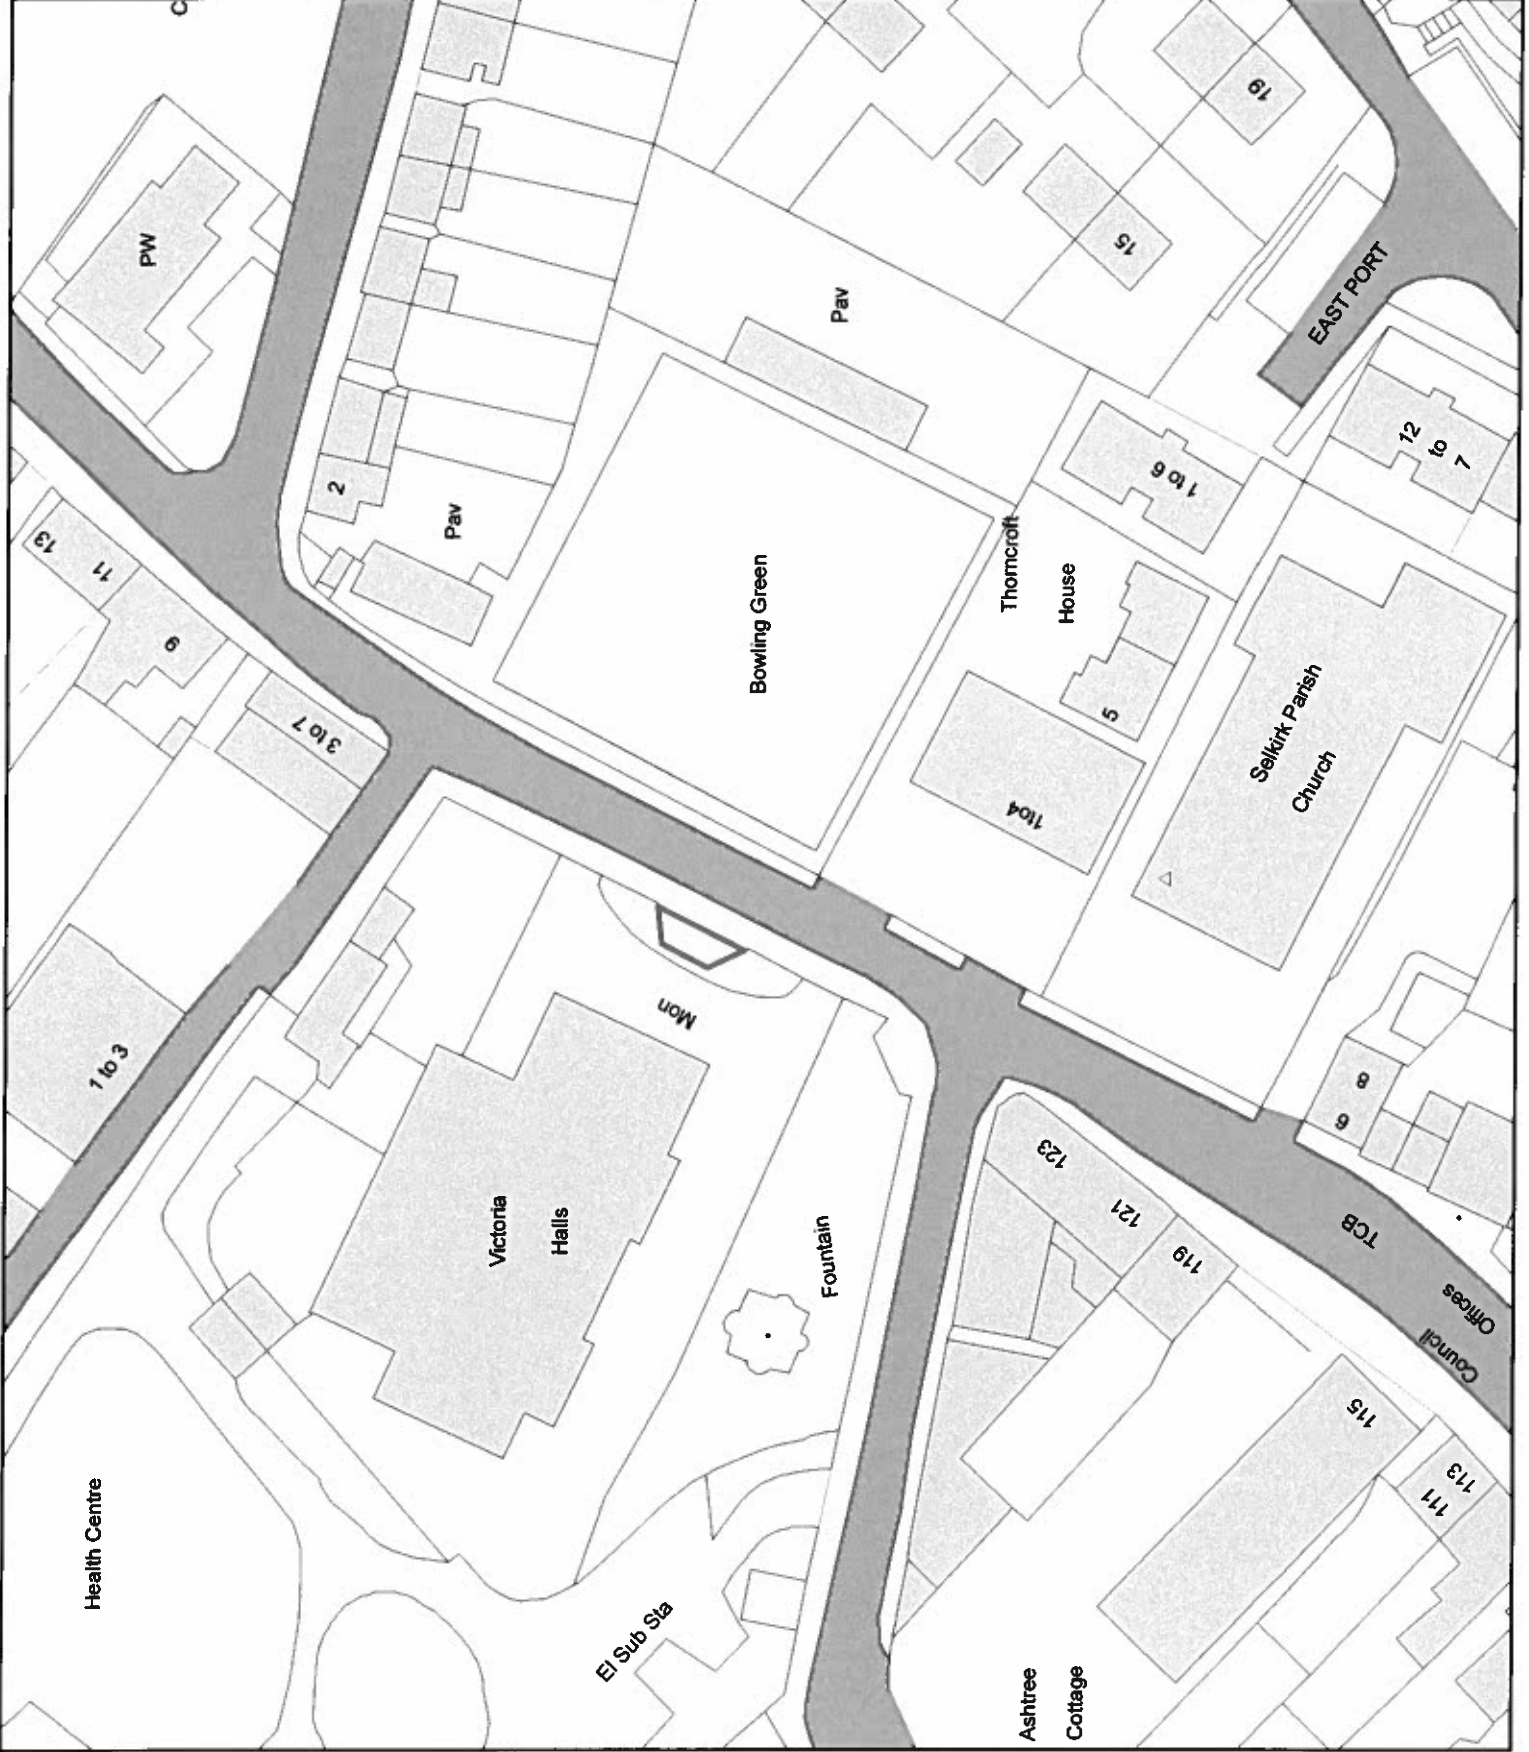 C
PW
2
Pav
13
11
9
3 to 7
19
15
Pav
EAST PORT
12
to
7
1 to 6
Bowling Green
Thorncroft
House
5
1to4
Selkirk Parish
Church
1 to 3
Mon
Victoria
Halls
Fountain
8
6
123
121
119
TCB
Council
Offices
115
113
111
Health Centre
El Sub Sta
Ashtree
Cottage